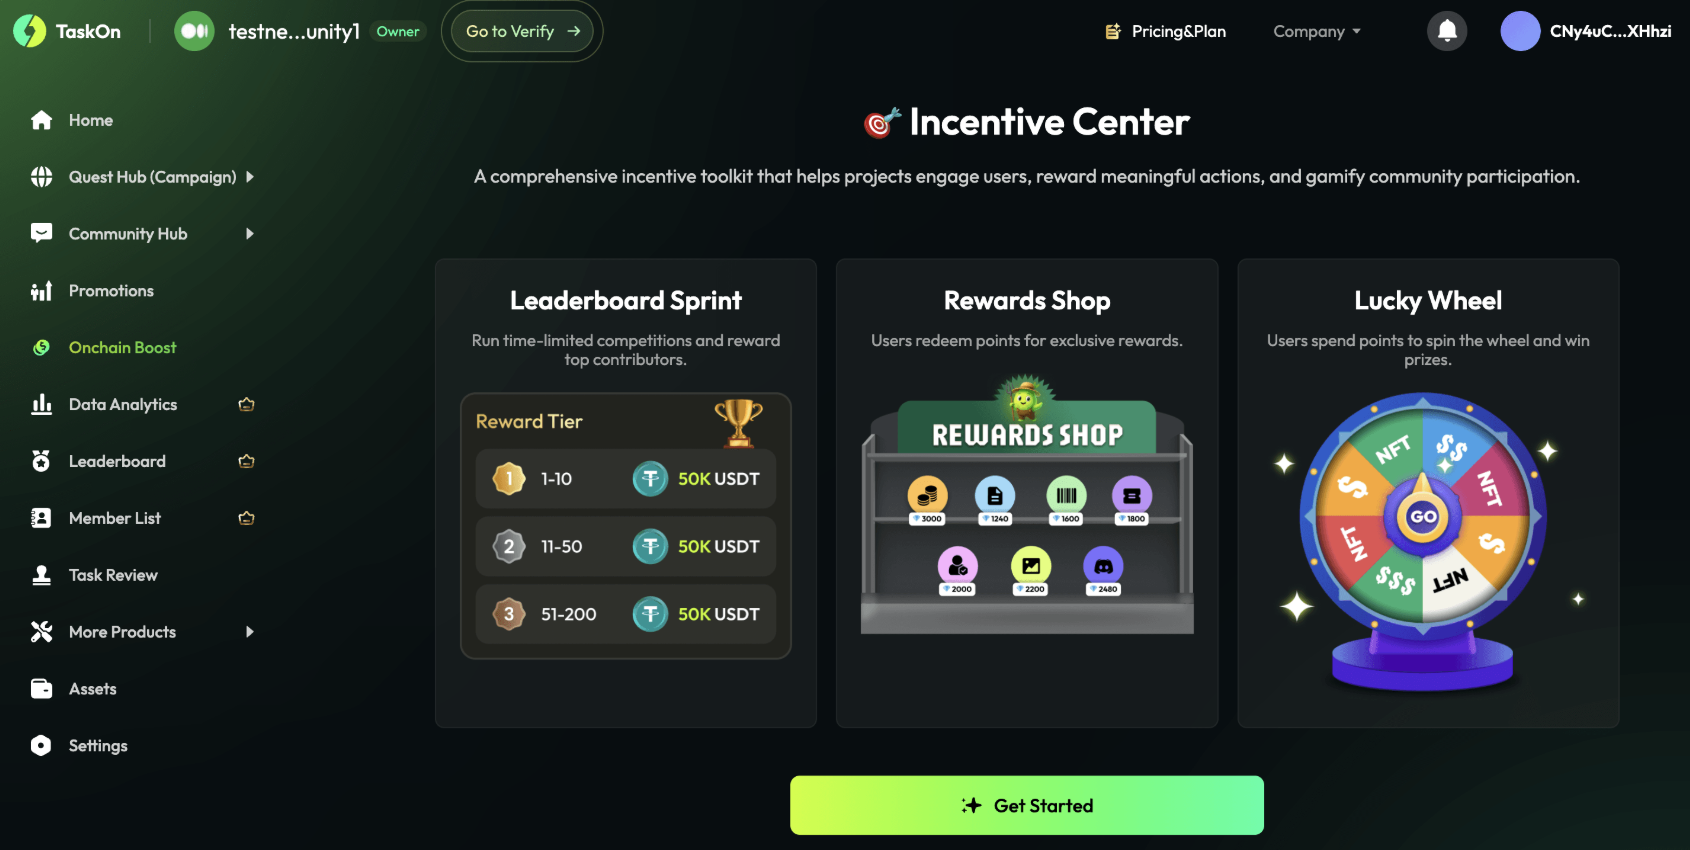 TaskOn
testne...unity1
Owner
Go to Verify
Pricing&Plan
Company
CNy4uC...XHhzi
Home
Quest Hub (Campaign)
Community Hub
Promotions
Onchain Boost
Data Analytics
Leaderboard
Member List
Task Review
More Products
Assets
Settings
Incentive Center
A comprehensive incentive toolkit that helps projects engage users, reward meaningful actions, and gamify community participation.
Leaderboard Sprint
Run time-limited competitions and reward
top contributors.
Reward Tier
1 1-10 50K USDT
2 11-50 50K USDT
3 51-200 50K USDT
Rewards Shop
Users redeem points for exclusive rewards.
REWARDS SHOP
3000 1240 1600 1800
2000 2200 2480
Lucky Wheel
Users spend points to spin the wheel and win
prizes.
NFT
$$
NFT
$
NFT
$$$
NFT
$
GO
Get Started